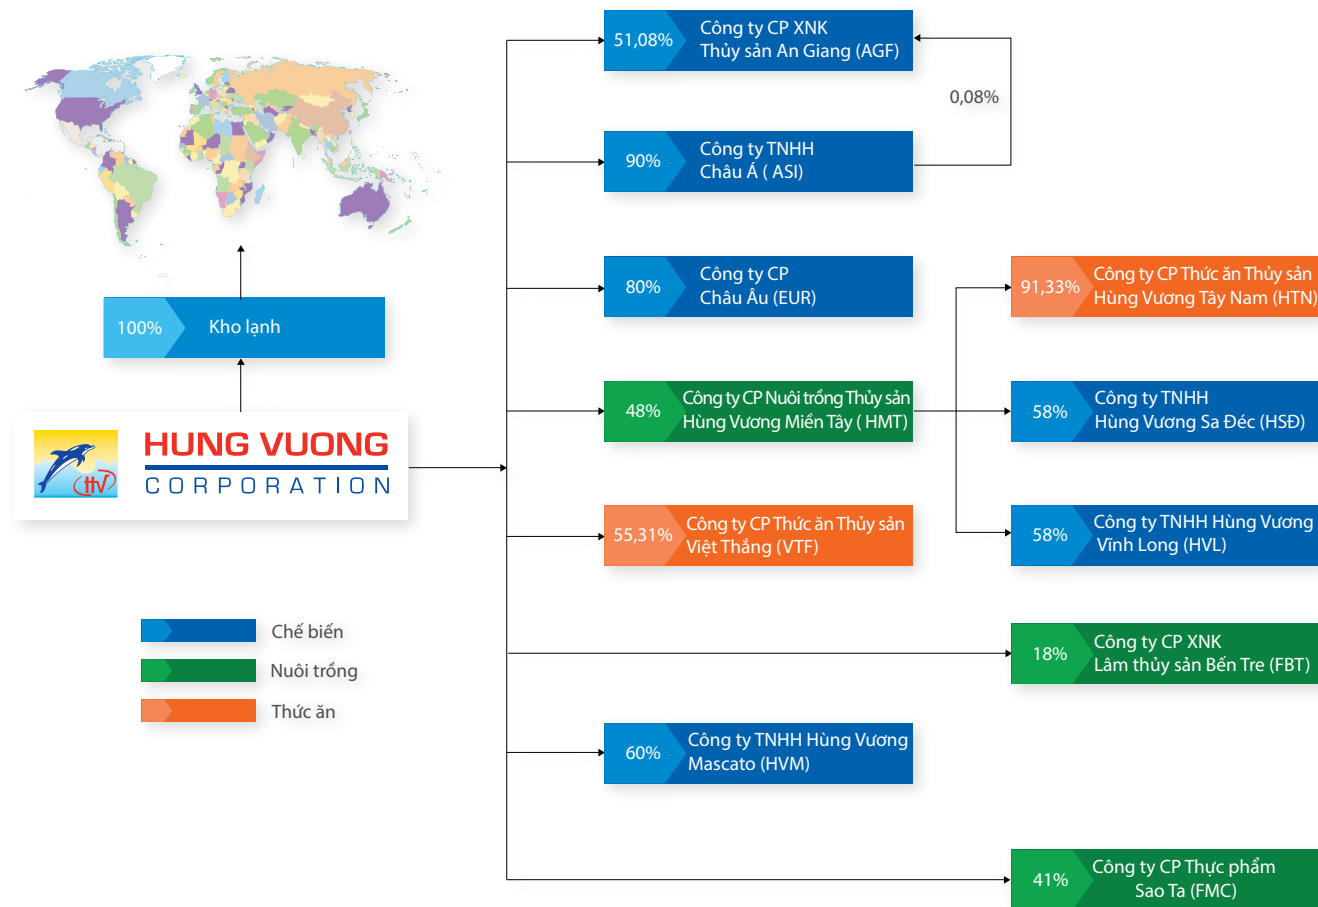 51,08%
Công ty CP XNK
Thủy sản An Giang (AGF)
0,08%
90%
Công ty TNHH
Châu Á ( ASI)
80%
Công ty CP
Châu Âu (EUR)
91,33%
Công ty CP Thức ăn Thủy sản
Hùng Vương Tây Nam (HTN)
100%
Kho lạnh
48%
Công ty CP Nuôi trồng Thủy sản
Hùng Vương Miền Tây ( HMT)
58%
Công ty TNHH
Hùng Vương Sa Đéc (HSĐ)
HV
HUNG VUONG
CORPORATION
55,31%
Công ty CP Thức ăn Thủy sản
Việt Thắng (VTF)
58%
Công ty TNHH Hùng Vương
Vĩnh Long (HVL)
Chế biến
Nuôi trồng
Thức ăn
18%
Công ty CP XNK
Lâm thủy sản Bến Tre (FBT)
60%
Công ty TNHH Hùng Vương
Mascato (HVM)
41%
Công ty CP Thực phẩm
Sao Ta (FMC)